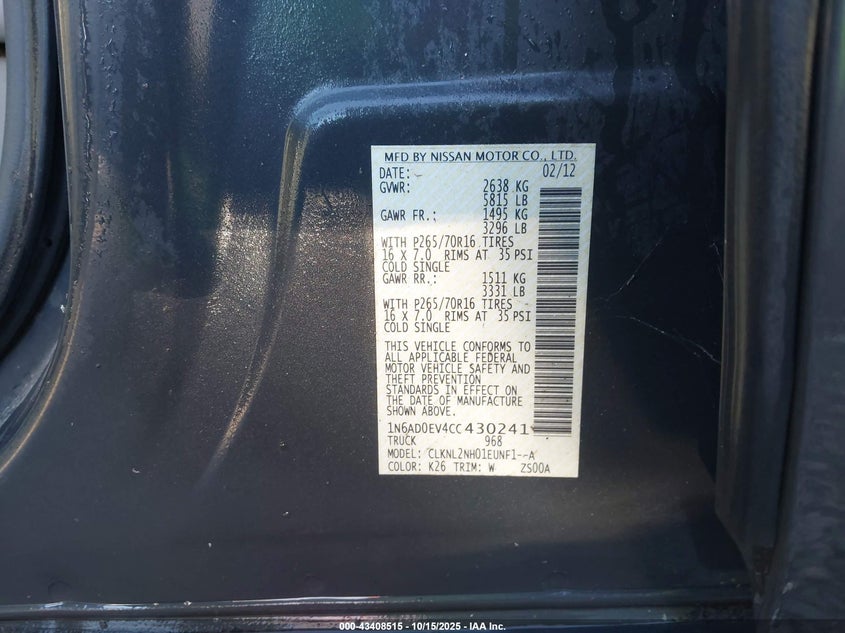 MFD BY NISSAN MOTOR CO., LTD.
DATE: 02/12
GVWR: 2638 KG
5815 LB
GAWR FR.: 1495 KG
3296 LB
WITH P265/70R16 TIRES
16 X 7.0 RIMS AT 35 PSI
COLD SINGLE
GAWR RR.: 1511 KG
3331 LB
WITH P265/70R16 TIRES
16 X 7.0 RIMS AT 35 PSI
COLD SINGLE
THIS VEHICLE CONFORMS TO
ALL APPLICABLE FEDERAL
MOTOR VEHICLE SAFETY AND
THEFT PREVENTION
STANDARDS IN EFFECT ON
THE DATE OF MANUFACTURE
SHOWN ABOVE.
1N6AD0EV4CC430241
TRUCK 968
MODEL: CLKNL2NH01EUNF1--A
COLOR: K26 TRIM: W ZS00A
000-43408515 - 10/15/2025 - IAA Inc.